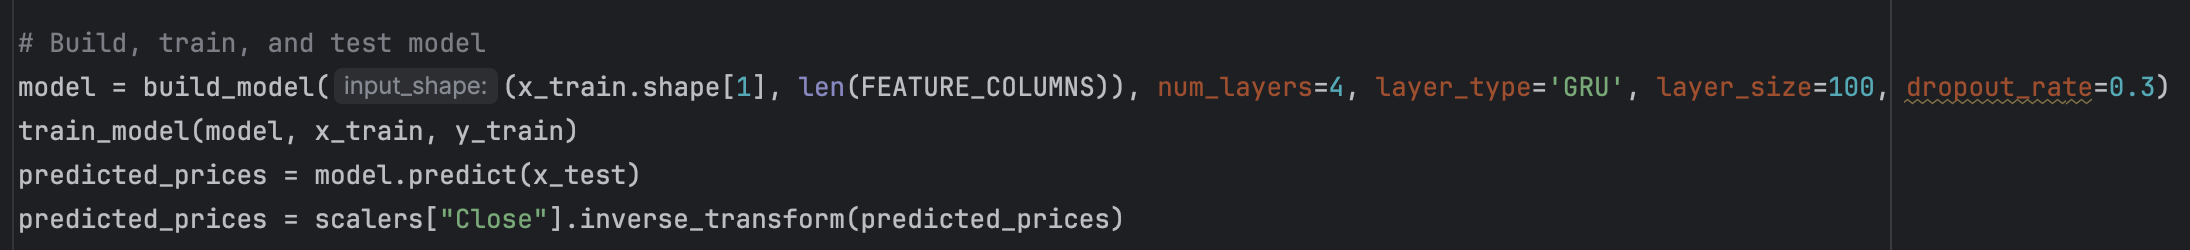 # Build, train, and test model
model = build_model( input_shape: (x_train.shape[1], len(FEATURE_COLUMNS)), num_layers=4, layer_type='GRU', layer_size=100, dropout_rate=0.3)
train_model(model, x_train, y_train)
predicted_prices = model.predict(x_test)
predicted_prices = scalers["Close"].inverse_transform(predicted_prices)